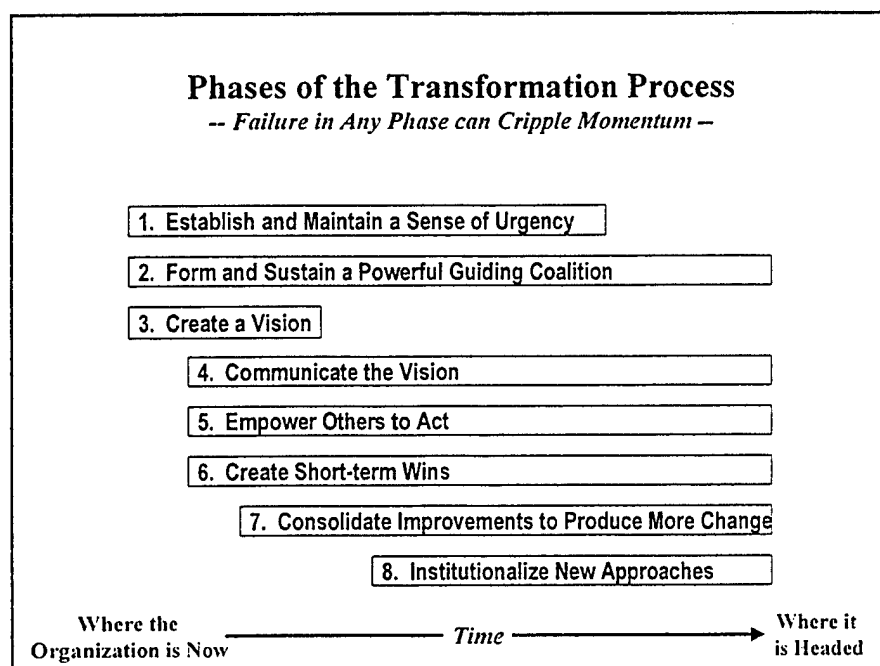 Phases of the Transformation Process
-- Failure in Any Phase can Cripple Momentum --
1. Establish and Maintain a Sense of Urgency
2. Form and Sustain a Powerful Guiding Coalition
3. Create a Vision
4. Communicate the Vision
5. Empower Others to Act
6. Create Short-term Wins
7. Consolidate Improvements to Produce More Change
8. Institutionalize New Approaches
Where the
Organization is Now
Time
Where it
is Headed